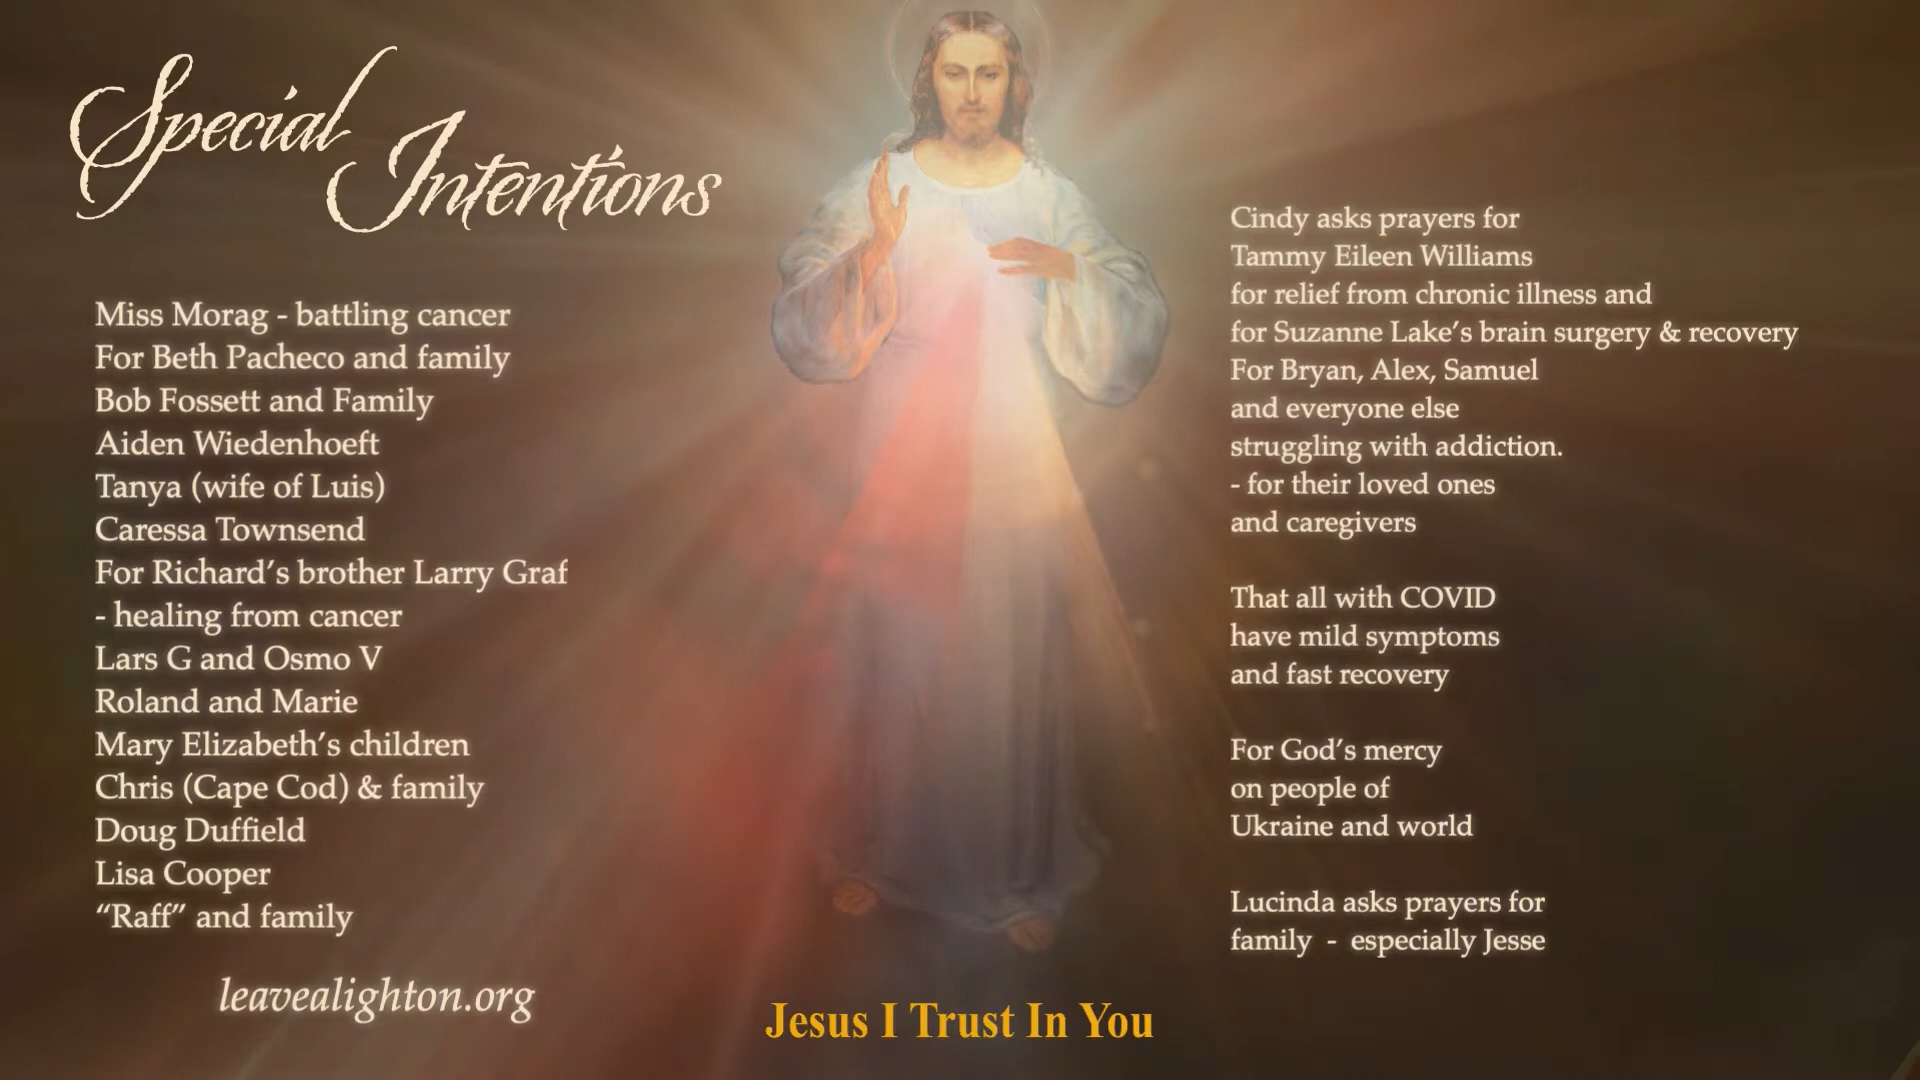 Special
Intentions
Miss Morag - battling cancer
For Beth Pacheco and family
Bob Fossett and Family
Aiden Wiedenhoeft
Tanya (wife of Luis)
Caressa Townsend
For Richard’s brother Larry Graf
- healing from cancer
Lars G and Osmo V
Roland and Marie
Mary Elizabeth’s children
Chris (Cape Cod) & family
Doug Duffield
Lisa Cooper
“Raff” and family
leavealighton.org
Cindy asks prayers for
Tammy Eileen Williams
for relief from chronic illness and
for Suzanne Lake’s brain surgery & recovery
For Bryan, Alex, Samuel
and everyone else
struggling with addiction.
- for their loved ones
and caregivers
That all with COVID
have mild symptoms
and fast recovery
For God’s mercy
on people of
Ukraine and world
Lucinda asks prayers for
family - especially Jesse
Jesus I Trust In You